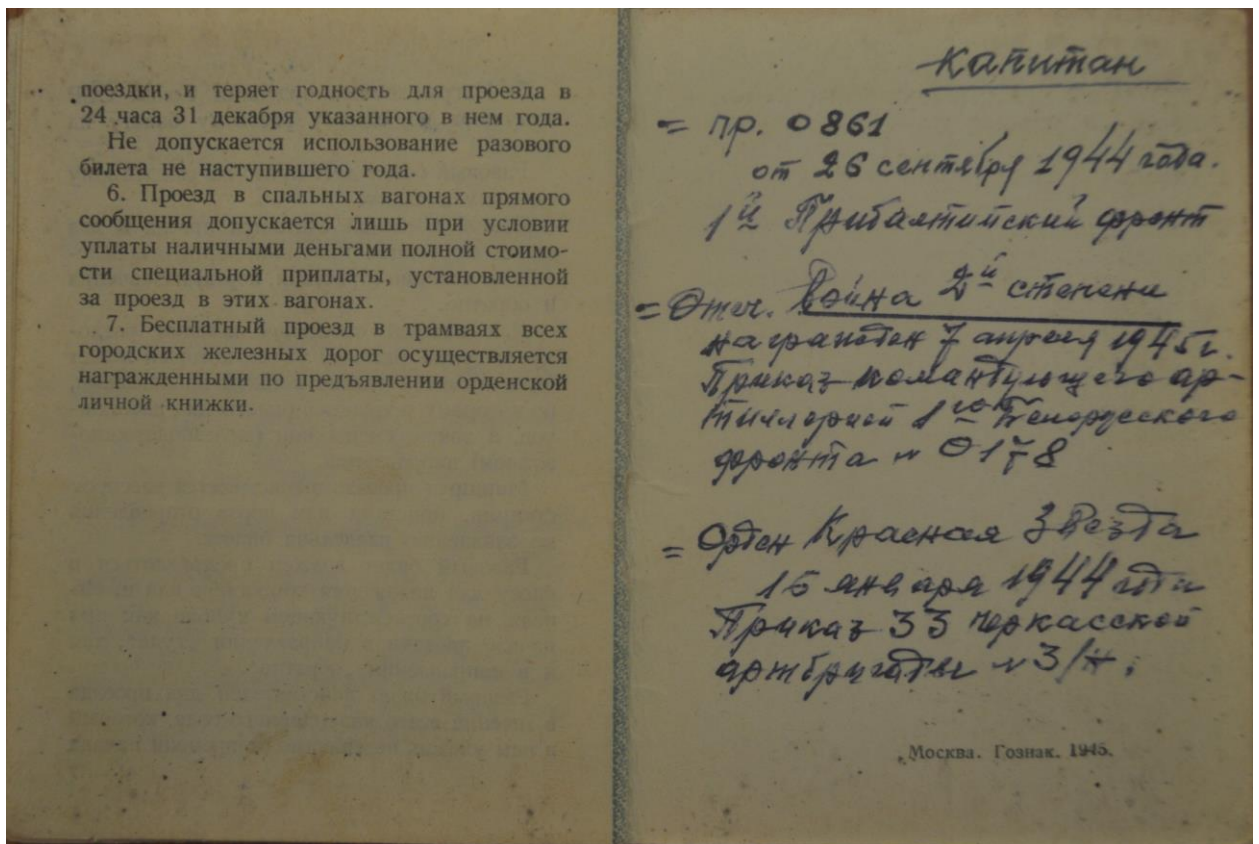 поездки, и теряет годность для проезда в
24 часа 31 декабря указанного в нем года.
Не допускается использование разового
билета не наступившего года.
6. Проезд в спальных вагонах прямого
сообщения допускается лишь при условии
уплаты наличными деньгами полной стоимо-
сти специальной приплаты, установленной
за проезд в этих вагонах.
7. Бесплатный проезд в трамваях всех
городских железных дорог осуществляется
награжденными по предъявлении орденской
личной книжки.
капитан
= пр. 0861
от 26 сентября 1944 года.
1й Прибалтийский фронт
= Отеч. Война 2й степени
награжден 7 апреля 1945 г.
Приказ командующего ар-
тиллерией 1го Белорусского
фронта № 0178
= Орден Красная Звезда
16 января 1944 года
Приказ 33 черкасской
артбригады № 3/н.
Москва. Гознак. 1945.